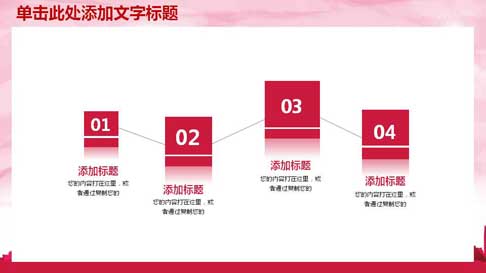 单击此处添加文字标题
01
添加标题
您的内容打在这里，或
者通过复制您的
02
添加标题
您的内容打在这里，或
者通过复制您的
03
添加标题
您的内容打在这里，或
者通过复制您的
04
添加标题
您的内容打在这里，或
者通过复制您的